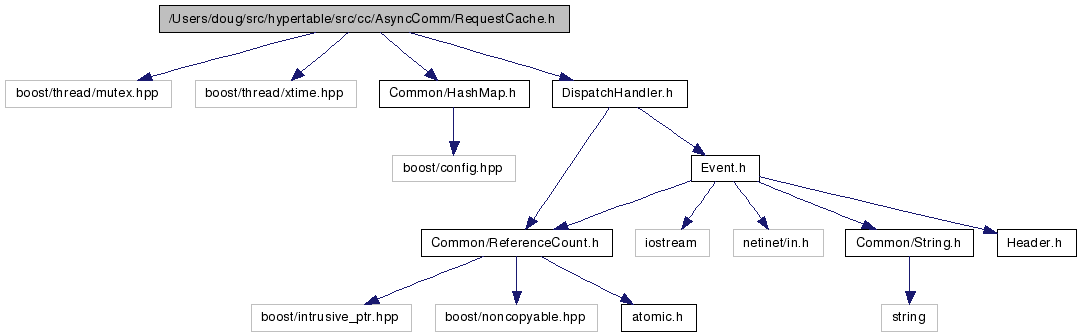 /Users/doug/src/hypertable/src/cc/AsyncComm/RequestCache.h
boost/thread/mutex.hpp
boost/thread/xtime.hpp
Common/HashMap.h
DispatchHandler.h
boost/config.hpp
Event.h
Common/ReferenceCount.h
iostream
netinet/in.h
Common/String.h
Header.h
boost/intrusive_ptr.hpp
boost/noncopyable.hpp
atomic.h
string